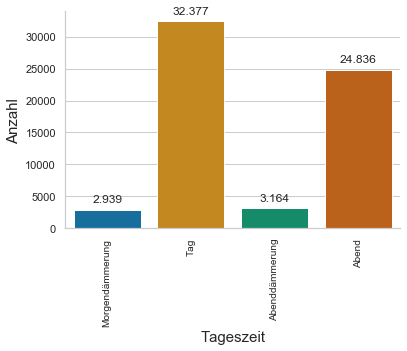 32.377
30000
25000
24.836
20000
Anzahl
15000
10000
5000
2.939
3.164
0
Morgendämmerung
Tag
Abenddämmerung
Abend
Tageszeit